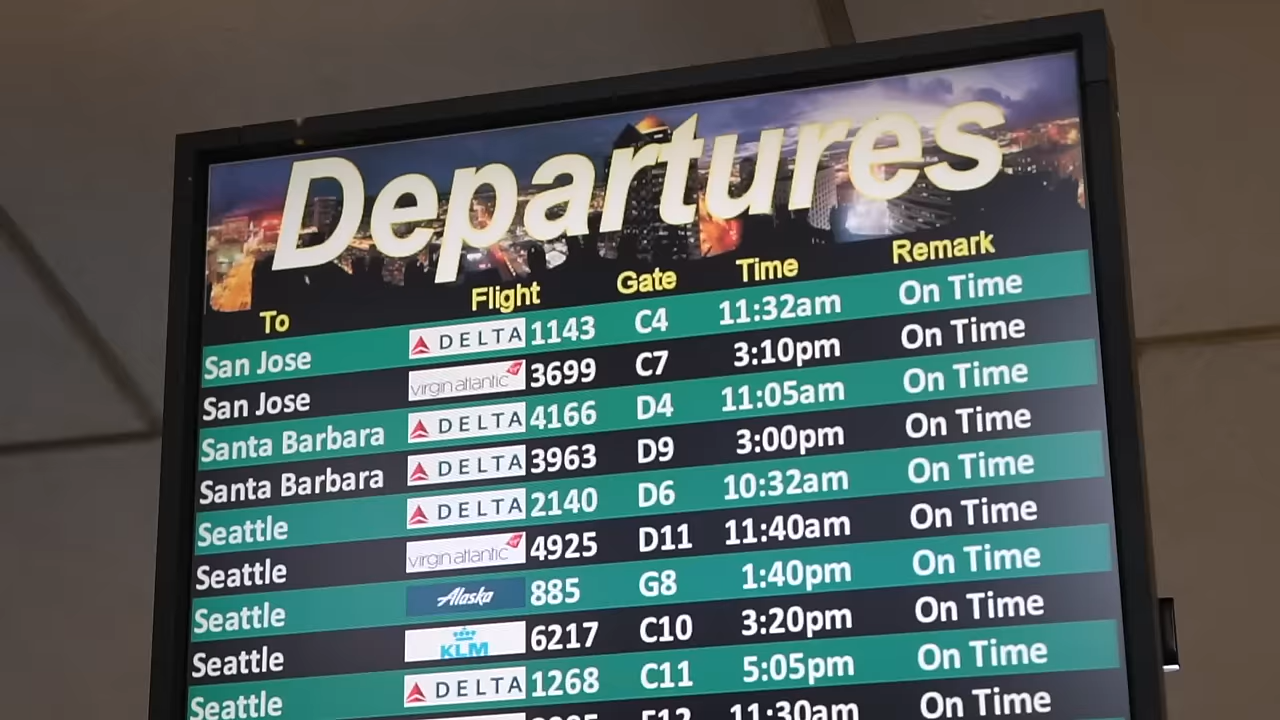 Departures
To Flight Gate Time Remark
San Jose DELTA 1143 C4 11:32am On Time
San Jose virgin atlantic 3699 C7 3:10pm On Time
Santa Barbara DELTA 4166 D4 11:05am On Time
Santa Barbara DELTA 3963 D9 3:00pm On Time
Seattle DELTA 2140 D6 10:32am On Time
Seattle virgin atlantic 4925 D11 11:40am On Time
Seattle Alaska 885 G8 1:40pm On Time
Seattle KLM 6217 C10 3:20pm On Time
Seattle DELTA 1268 C11 5:05pm On Time
11:30am On Time